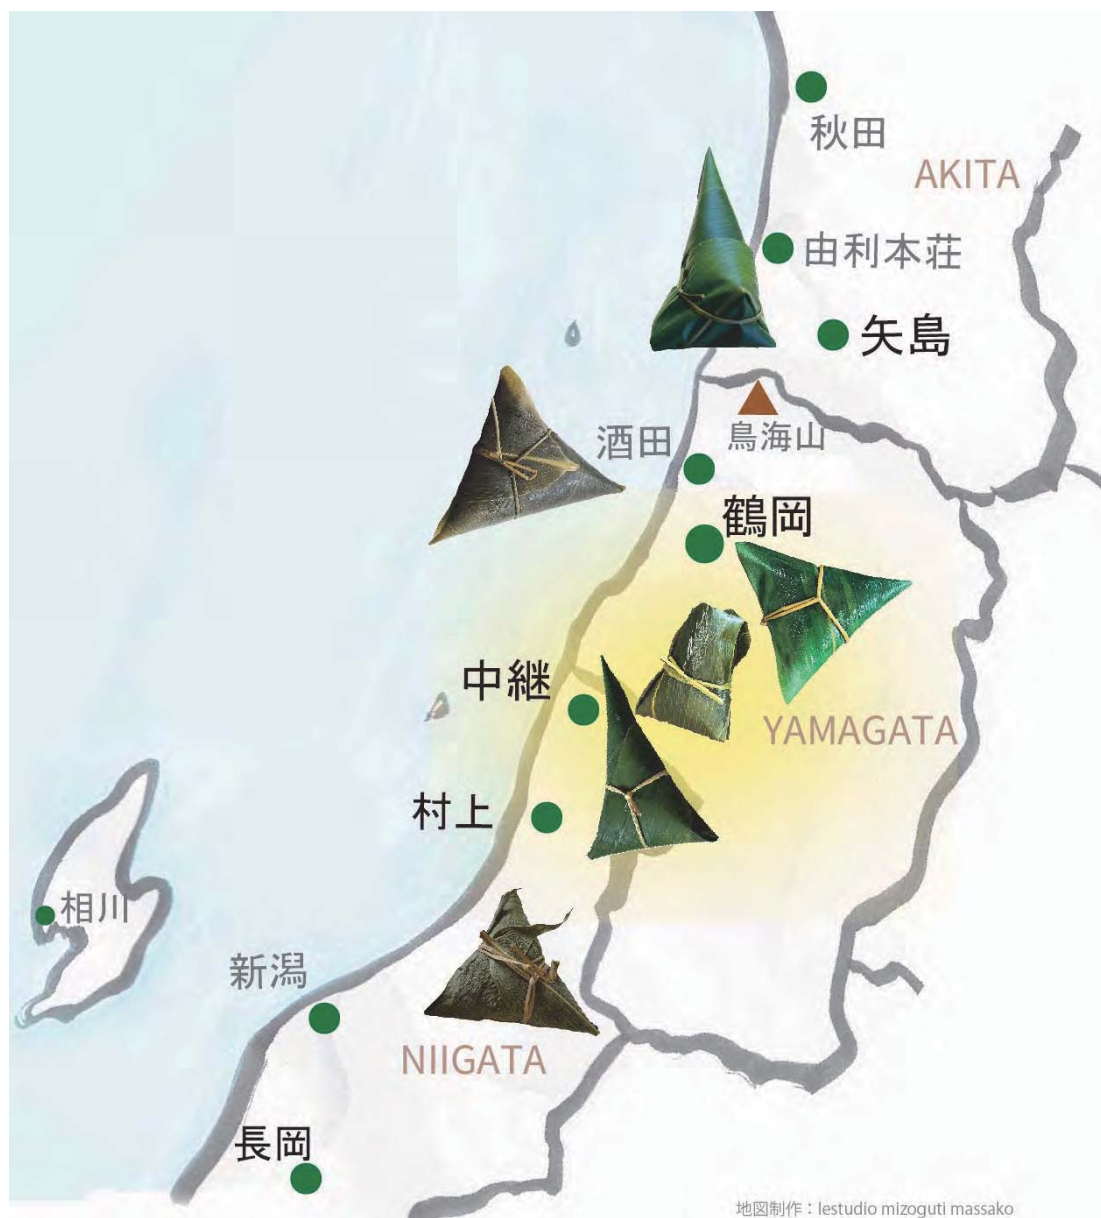 秋田
AKITA
由利本荘
矢島
鳥海山
酒田
鶴岡
中継
YAMAGATA
村上
相川
新潟
NIIGATA
長岡
地図制作：lestudio mizoguti massako